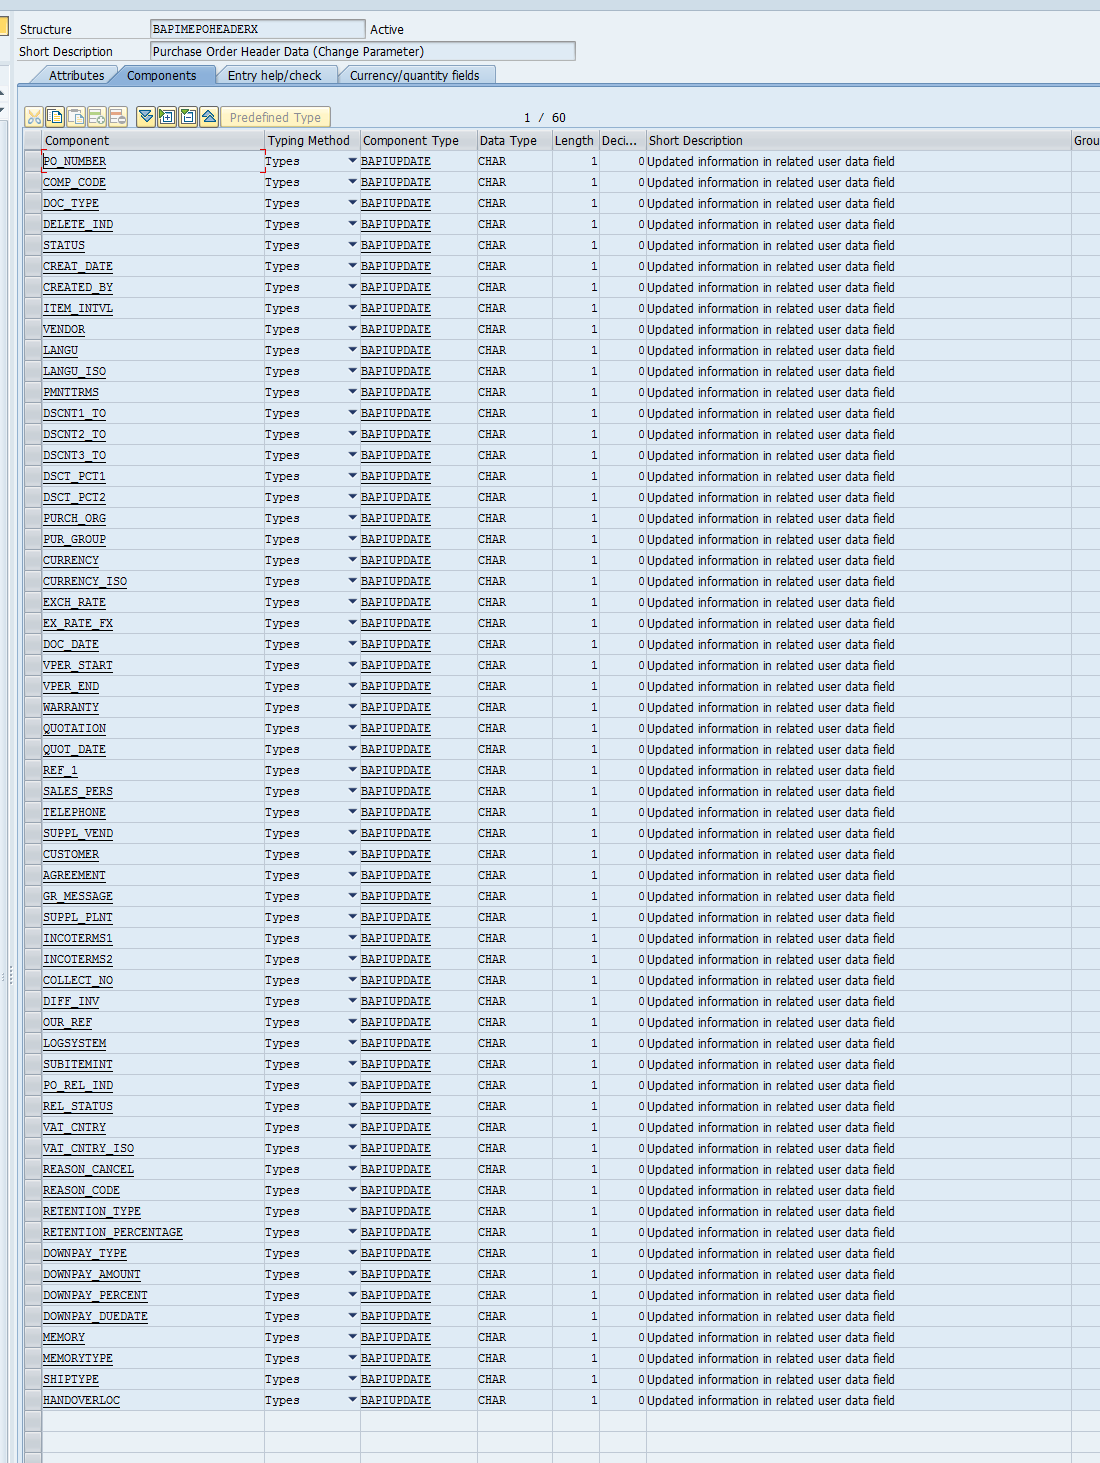 Structure BAPIMEPOHEADERX Active
Short Description Purchase Order Header Data (Change Parameter)
Attributes Components Entry help/check Currency/quantity fields
Predefined Type 1 / 60
Component Typing Method Component Type Data Type Length Deci... Short Description Grou
PO_NUMBER Types BAPIUPDATE CHAR 1 0 Updated information in related user data field
COMP_CODE Types BAPIUPDATE CHAR 1 0 Updated information in related user data field
DOC_TYPE Types BAPIUPDATE CHAR 1 0 Updated information in related user data field
DELETE_IND Types BAPIUPDATE CHAR 1 0 Updated information in related user data field
STATUS Types BAPIUPDATE CHAR 1 0 Updated information in related user data field
CREAT_DATE Types BAPIUPDATE CHAR 1 0 Updated information in related user data field
CREATED_BY Types BAPIUPDATE CHAR 1 0 Updated information in related user data field
ITEM_INTVL Types BAPIUPDATE CHAR 1 0 Updated information in related user data field
VENDOR Types BAPIUPDATE CHAR 1 0 Updated information in related user data field
LANGU Types BAPIUPDATE CHAR 1 0 Updated information in related user data field
LANGU_ISO Types BAPIUPDATE CHAR 1 0 Updated information in related user data field
PMNTTRMS Types BAPIUPDATE CHAR 1 0 Updated information in related user data field
DSCNT1_TO Types BAPIUPDATE CHAR 1 0 Updated information in related user data field
DSCNT2_TO Types BAPIUPDATE CHAR 1 0 Updated information in related user data field
DSCNT3_TO Types BAPIUPDATE CHAR 1 0 Updated information in related user data field
DSCT_PCT1 Types BAPIUPDATE CHAR 1 0 Updated information in related user data field
DSCT_PCT2 Types BAPIUPDATE CHAR 1 0 Updated information in related user data field
PURCH_ORG Types BAPIUPDATE CHAR 1 0 Updated information in related user data field
PUR_GROUP Types BAPIUPDATE CHAR 1 0 Updated information in related user data field
CURRENCY Types BAPIUPDATE CHAR 1 0 Updated information in related user data field
CURRENCY_ISO Types BAPIUPDATE CHAR 1 0 Updated information in related user data field
EXCH_RATE Types BAPIUPDATE CHAR 1 0 Updated information in related user data field
EX_RATE_FX Types BAPIUPDATE CHAR 1 0 Updated information in related user data field
DOC_DATE Types BAPIUPDATE CHAR 1 0 Updated information in related user data field
VPER_START Types BAPIUPDATE CHAR 1 0 Updated information in related user data field
VPER_END Types BAPIUPDATE CHAR 1 0 Updated information in related user data field
WARRANTY Types BAPIUPDATE CHAR 1 0 Updated information in related user data field
QUOTATION Types BAPIUPDATE CHAR 1 0 Updated information in related user data field
QUOT_DATE Types BAPIUPDATE CHAR 1 0 Updated information in related user data field
REF_1 Types BAPIUPDATE CHAR 1 0 Updated information in related user data field
SALES_PERS Types BAPIUPDATE CHAR 1 0 Updated information in related user data field
TELEPHONE Types BAPIUPDATE CHAR 1 0 Updated information in related user data field
SUPPL_VEND Types BAPIUPDATE CHAR 1 0 Updated information in related user data field
CUSTOMER Types BAPIUPDATE CHAR 1 0 Updated information in related user data field
AGREEMENT Types BAPIUPDATE CHAR 1 0 Updated information in related user data field
GR_MESSAGE Types BAPIUPDATE CHAR 1 0 Updated information in related user data field
SUPPL_PLNT Types BAPIUPDATE CHAR 1 0 Updated information in related user data field
INCOTERMS1 Types BAPIUPDATE CHAR 1 0 Updated information in related user data field
INCOTERMS2 Types BAPIUPDATE CHAR 1 0 Updated information in related user data field
COLLECT_NO Types BAPIUPDATE CHAR 1 0 Updated information in related user data field
DIFF_INV Types BAPIUPDATE CHAR 1 0 Updated information in related user data field
OUR_REF Types BAPIUPDATE CHAR 1 0 Updated information in related user data field
LOGSYSTEM Types BAPIUPDATE CHAR 1 0 Updated information in related user data field
SUBITEMINT Types BAPIUPDATE CHAR 1 0 Updated information in related user data field
PO_REL_IND Types BAPIUPDATE CHAR 1 0 Updated information in related user data field
REL_STATUS Types BAPIUPDATE CHAR 1 0 Updated information in related user data field
VAT_CNTRY Types BAPIUPDATE CHAR 1 0 Updated information in related user data field
VAT_CNTRY_ISO Types BAPIUPDATE CHAR 1 0 Updated information in related user data field
REASON_CANCEL Types BAPIUPDATE CHAR 1 0 Updated information in related user data field
REASON_CODE Types BAPIUPDATE CHAR 1 0 Updated information in related user data field
RETENTION_TYPE Types BAPIUPDATE CHAR 1 0 Updated information in related user data field
RETENTION_PERCENTAGE Types BAPIUPDATE CHAR 1 0 Updated information in related user data field
DOWNPAY_TYPE Types BAPIUPDATE CHAR 1 0 Updated information in related user data field
DOWNPAY_AMOUNT Types BAPIUPDATE CHAR 1 0 Updated information in related user data field
DOWNPAY_PERCENT Types BAPIUPDATE CHAR 1 0 Updated information in related user data field
DOWNPAY_DUEDATE Types BAPIUPDATE CHAR 1 0 Updated information in related user data field
MEMORY Types BAPIUPDATE CHAR 1 0 Updated information in related user data field
MEMORYTYPE Types BAPIUPDATE CHAR 1 0 Updated information in related user data field
SHIPTYPE Types BAPIUPDATE CHAR 1 0 Updated information in related user data field
HANDOVERLOC Types BAPIUPDATE CHAR 1 0 Updated information in related user data field